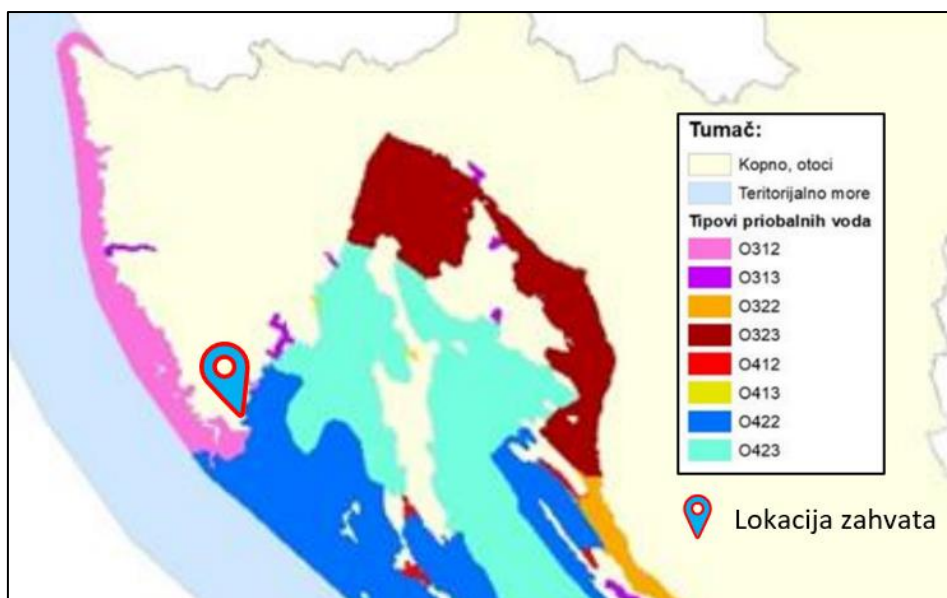 Tumač:
Kopno, otoci
Teritorijalno more
Tipovi priobalnih voda
O312
O313
O322
O323
O412
O413
O422
O423
Lokacija zahvata